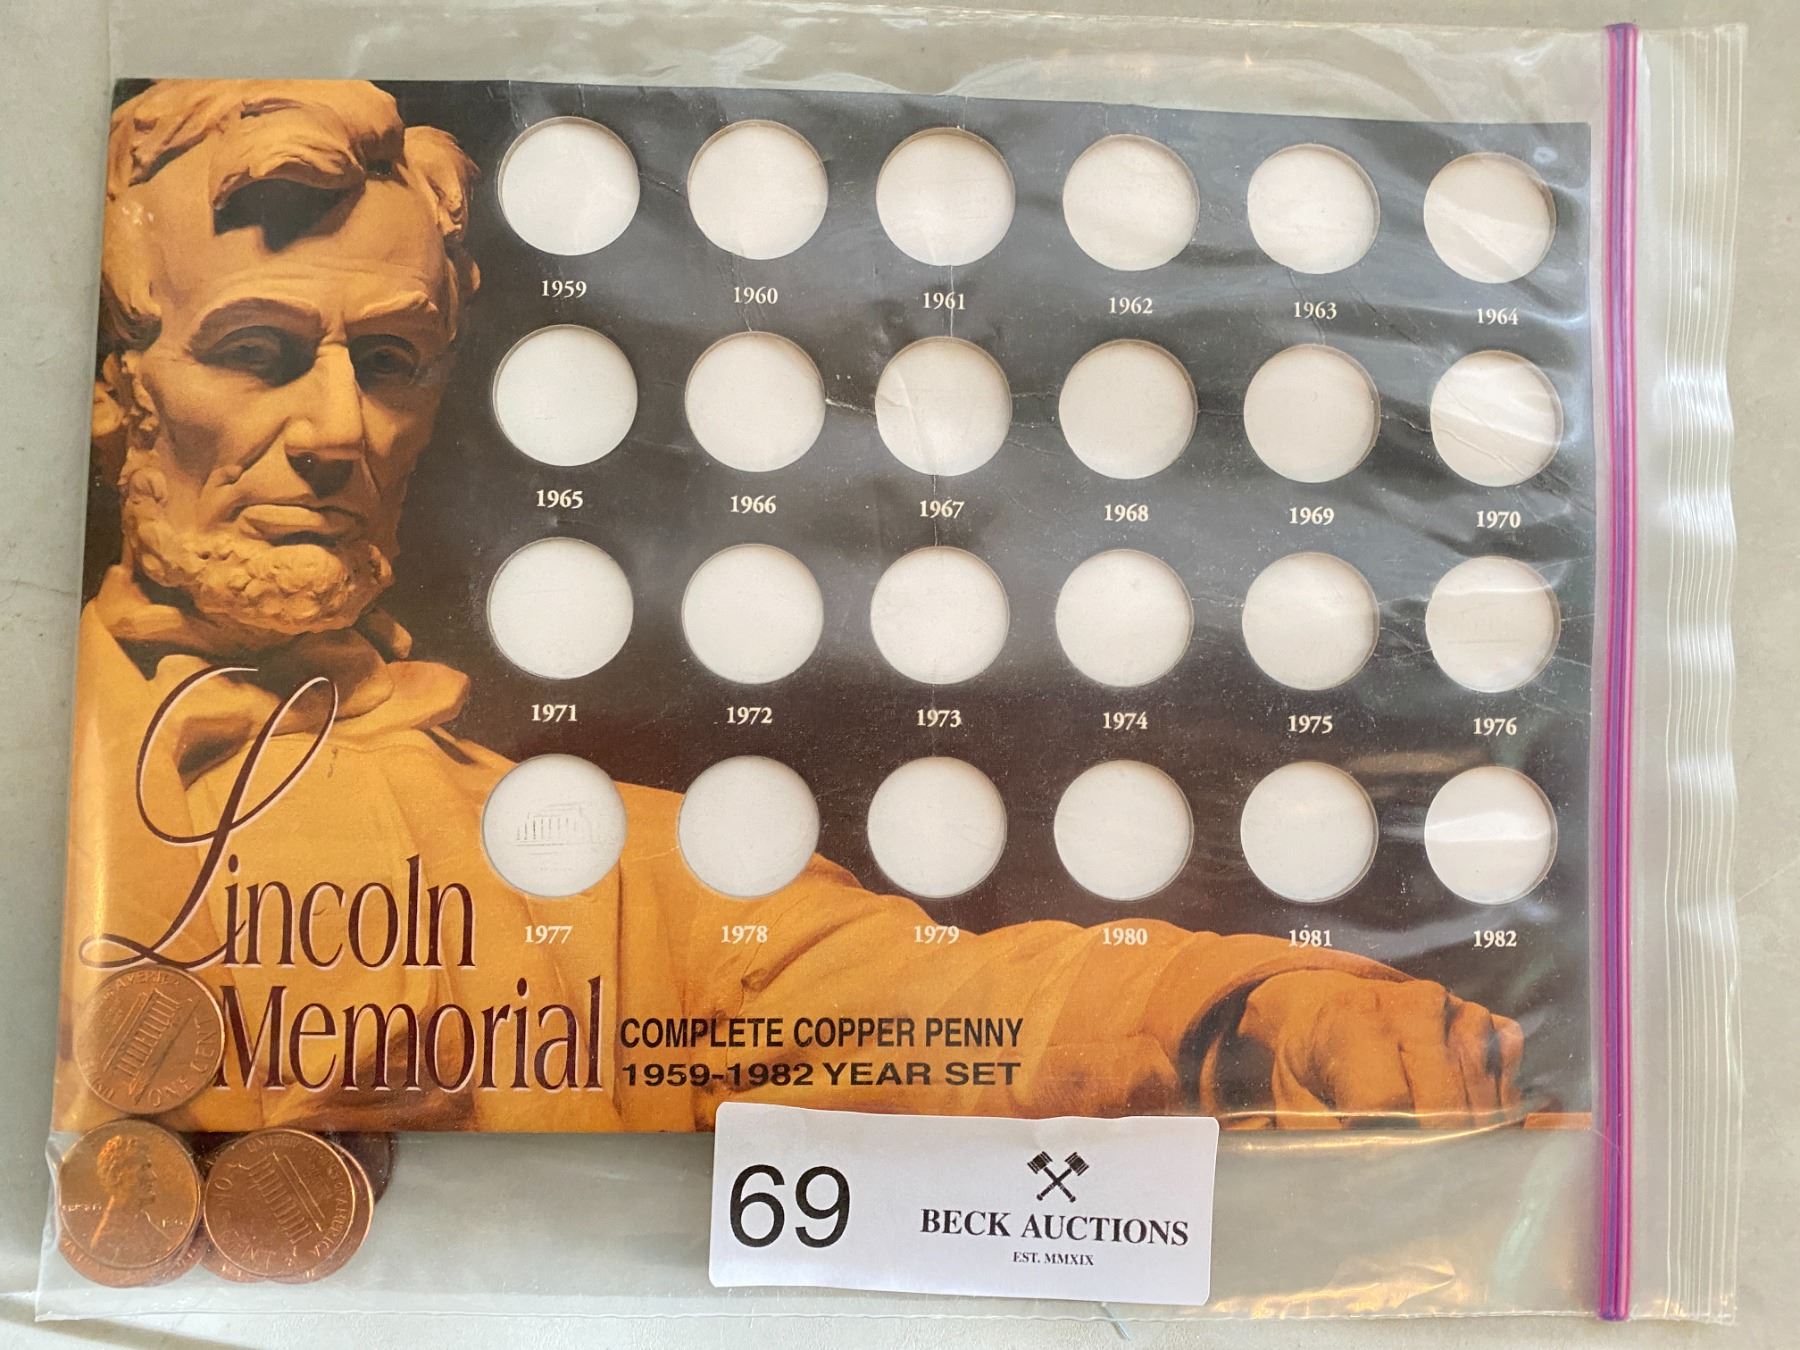 1959 1960 1961 1962 1963 1964
1965 1966 1967 1968 1969 1970
1971 1972 1973 1974 1975 1976
1977 1978 1979 1980 1981 1982
Lincoln
Memorial
COMPLETE COPPER PENNY
1959-1982 YEAR SET
ONE CENT
69
BECK AUCTIONS
EST. MMXIX